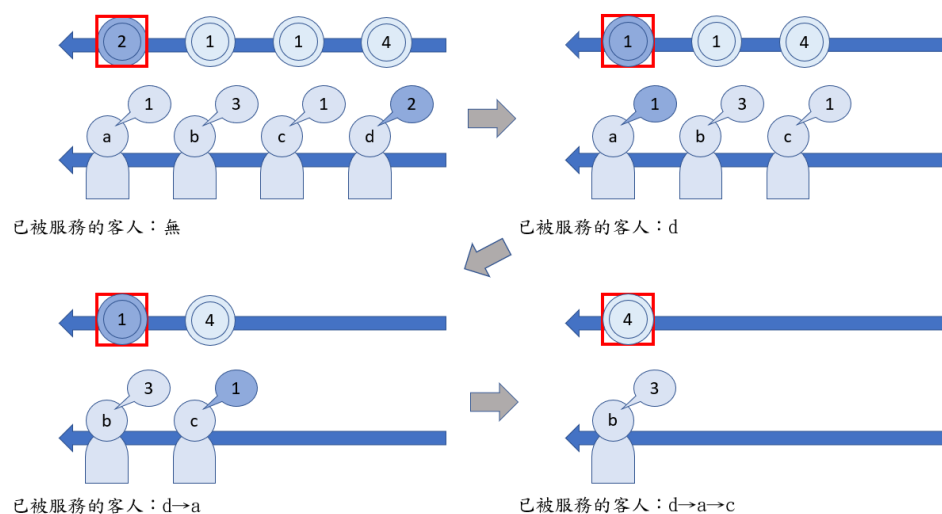 2 1 1 4
1 3 1 2
a b c d
已被服務的客人：無
1 1 4
1 3 1
a b c
已被服務的客人：d
1 4
3 1
b c
已被服務的客人：d→a
4
3
b
已被服務的客人：d→a→c